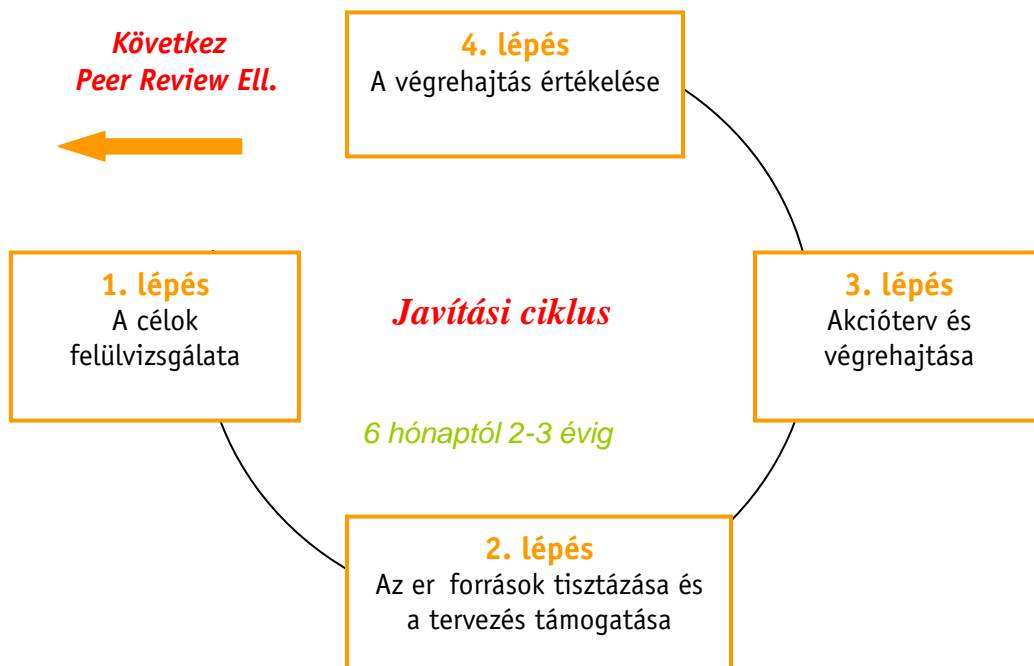 Következ
Peer Review Ell.
4. lépés
A végrehajtás értékelése
1. lépés
A célok
felülvizsgálata
Javítási ciklus
3. lépés
Akcióterv és
végrehajtása
6 hónaptól 2-3 évig
2. lépés
Az er források tisztázása és
a tervezés támogatása